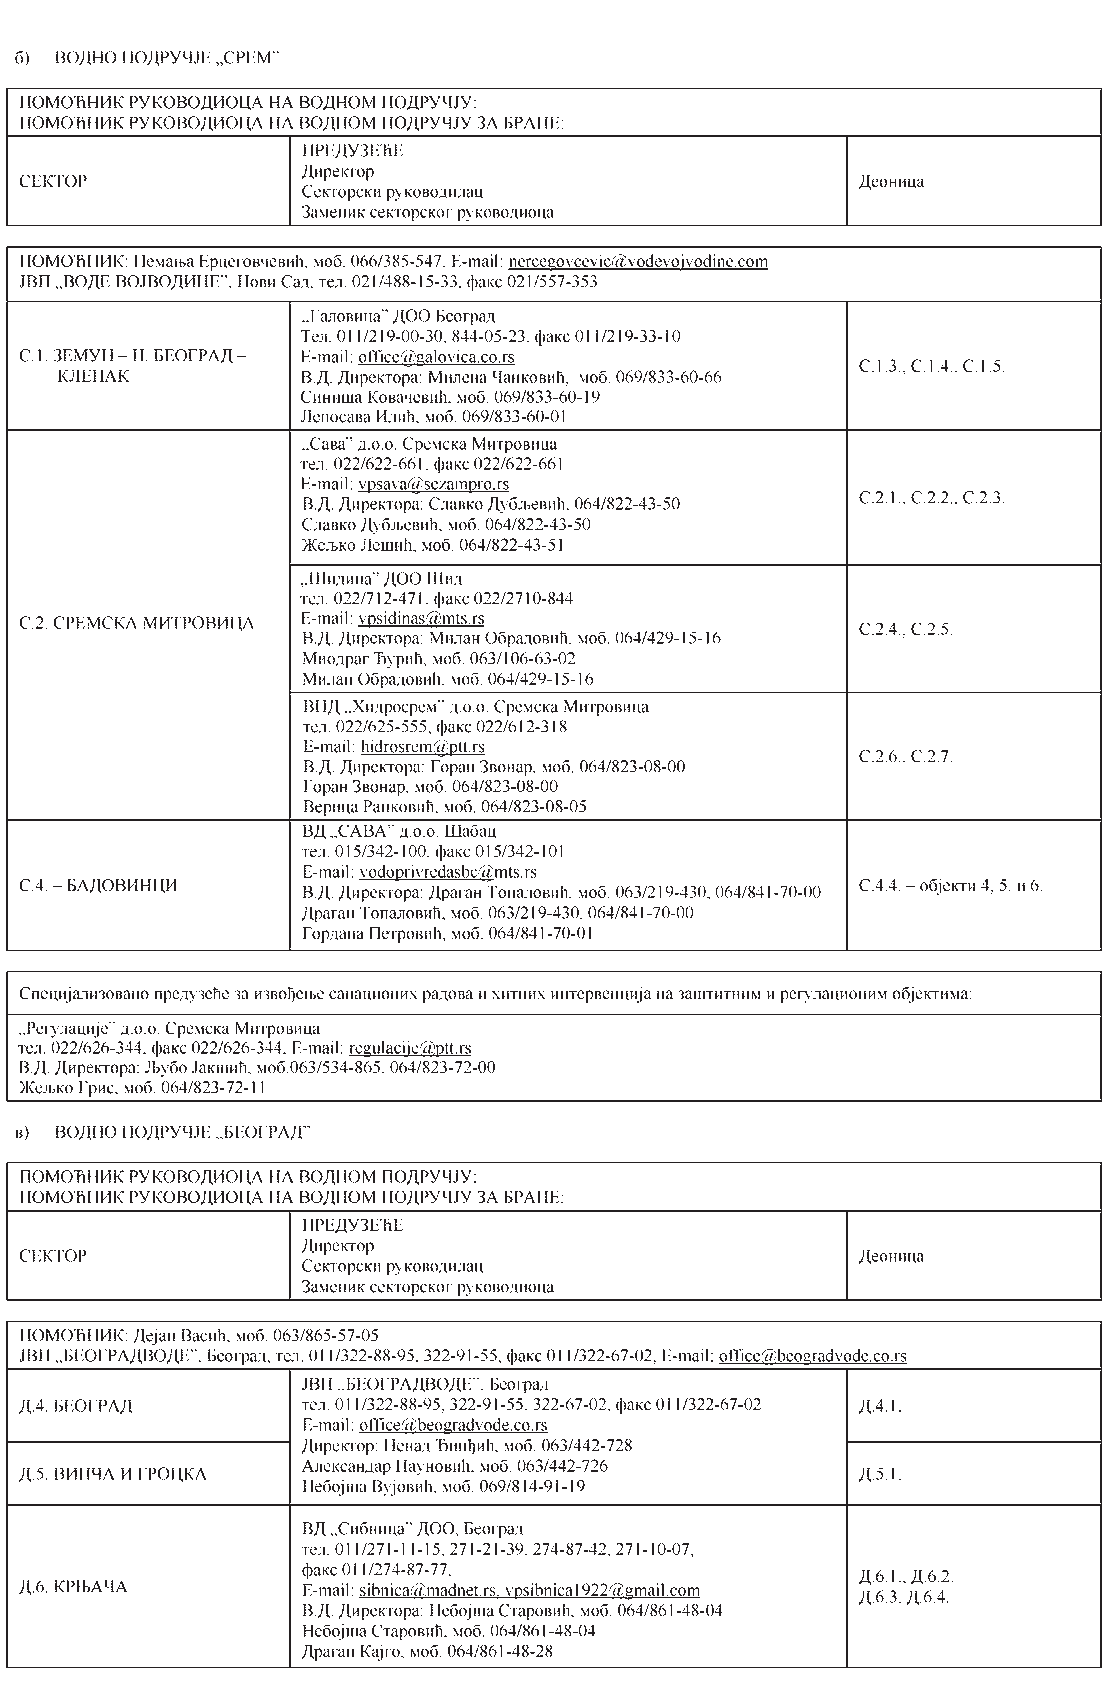 б) ВОДНО ПОДРУЧЈЕ „СРЕМ“
ПОМОЋНИК РУКОВОДИОЦА НА ВОДНОМ ПОДРУЧЈУ:
ПОМОЋНИК РУКОВОДИОЦА НА ВОДНОМ ПОДРУЧЈУ ЗА БРАНЕ:
СЕКТОР
ПРЕДУЗЕЋЕ
Директор
Секторски руководилац
Заменик секторског руководиоца
Деоница
ПОМОЋНИК: Немања Ерцеговчевић, моб. 066/385-547, E-mail: nercegovcevic@vodevojvodine.com
ЈВП „ВОДЕ ВОЈВОДИНЕ“, Нови Сад, тел. 021/488-15-33, факс 021/557-353
С.1. ЗЕМУН – Н. БЕОГРАД –
КЛЕНАК
„Галовица“ ДОО Београд
Тел. 011/219-00-30, 844-05-23, факс 011/219-33-10
E-mail: office@galovica.co.rs
В.Д. Директора: Милена Чанковић, моб. 069/833-60-66
Синиша Ковачевић, моб. 069/833-60-19
Лепосава Илић, моб. 069/833-60-01
С.1.3., С.1.4., С.1.5.
С.2. СРЕМСКА МИТРОВИЦА
„Сава“ д.о.о. Сремска Митровица
тел. 022/622-661, факс 022/622-661
E-mail: vpsava@sezampro.rs
В.Д. Директора: Славко Дубљевић, 064/822-43-50
Славко Дубљевић, моб. 064/822-43-50
Жељко Лешић, моб. 064/822-43-51
С.2.1., С.2.2., С.2.3.
„Шидина“ ДОО Шид
тел. 022/712-471, факс 022/2710-844
E-mail: vpsidinas@mts.rs
В.Д. Директора: Милан Обрадовић, моб. 064/429-15-16
Миодраг Ђурић, моб. 063/106-63-02
Милан Обрадовић, моб. 064/429-15-16
С.2.4., С.2.5.
ВПД „Хидросрем“ д.о.о. Сремска Митровица
тел. 022/625-555, факс 022/612-318
E-mail: hidrosrem@ptt.rs
В.Д. Директора: Горан Звонар, моб. 064/823-08-00
Горан Звонар, моб. 064/823-08-00
Верица Ранковић, моб. 064/823-08-05
С.2.6., С.2.7.
С.4. – БАДОВИНЦИ
ВД „САВА“ д.о.о. Шабац
тел. 015/342-100, факс 015/342-101
E-mail: vodoprivredasbc@mts.rs
В.Д. Директора: Драган Топаловић, моб. 063/219-430, 064/841-70-00
Драган Топаловић, моб. 063/219-430, 064/841-70-00
Гордана Петровић, моб. 064/841-70-01
С.4.4. – објекти 4, 5. и 6.
Специјализовано предузеће за извођење санационих радова и хитних интервенција на заштитним и регулационим објектима:
„Регулације“ д.о.о. Сремска Митровица
тел. 022/626-344, факс 022/626-344, E-mail: regulacije@ptt.rs
В.Д. Директора: Љубо Јакшић, моб.063/534-865, 064/823-72-00
Жељко Грис, моб. 064/823-72-11
в) ВОДНО ПОДРУЧЈЕ „БЕОГРАД“
ПОМОЋНИК РУКОВОДИОЦА НА ВОДНОМ ПОДРУЧЈУ:
ПОМОЋНИК РУКОВОДИОЦА НА ВОДНОМ ПОДРУЧЈУ ЗА БРАНЕ:
СЕКТОР
ПРЕДУЗЕЋЕ
Директор
Секторски руководилац
Заменик секторског руководиоца
Деоница
ПОМОЋНИК: Дејан Васић, моб. 063/865-57-05
ЈВП „БЕОГРАДВОДЕ“, Београд, тел. 011/322-88-95, 322-91-55, факс 011/322-67-02, E-mail: office@beogradvode.co.rs
Д.4. БЕОГРАД
ЈВП „БЕОГРАДВОДЕ“, Београд
тел. 011/322-88-95, 322-91-55, 322-67-02, факс 011/322-67-02
E-mail: office@beogradvode.co.rs
Директор: Ненад Ђинђић, моб. 063/442-728
Александар Пауновић, моб. 063/442-726
Небојша Вујовић, моб. 069/814-91-19
Д.4.1.
Д.5. ВИНЧА И ГРОЦКА
Д.5.1.
Д.6. КРЊАЧА
ВД „Сибница“ ДОО, Београд
тел. 011/271-11-15, 271-21-39, 274-87-42, 271-10-07,
факс 011/274-87-77,
E-mail: sibnica@madnet.rs, vpsibnica1922@gmail.com
В.Д. Директора: Небојша Старовић, моб. 064/861-48-04
Небојша Старовић, моб. 064/861-48-04
Драган Кајго, моб. 064/861-48-28
Д.6.1., Д.6.2.
Д.6.3. Д.6.4.